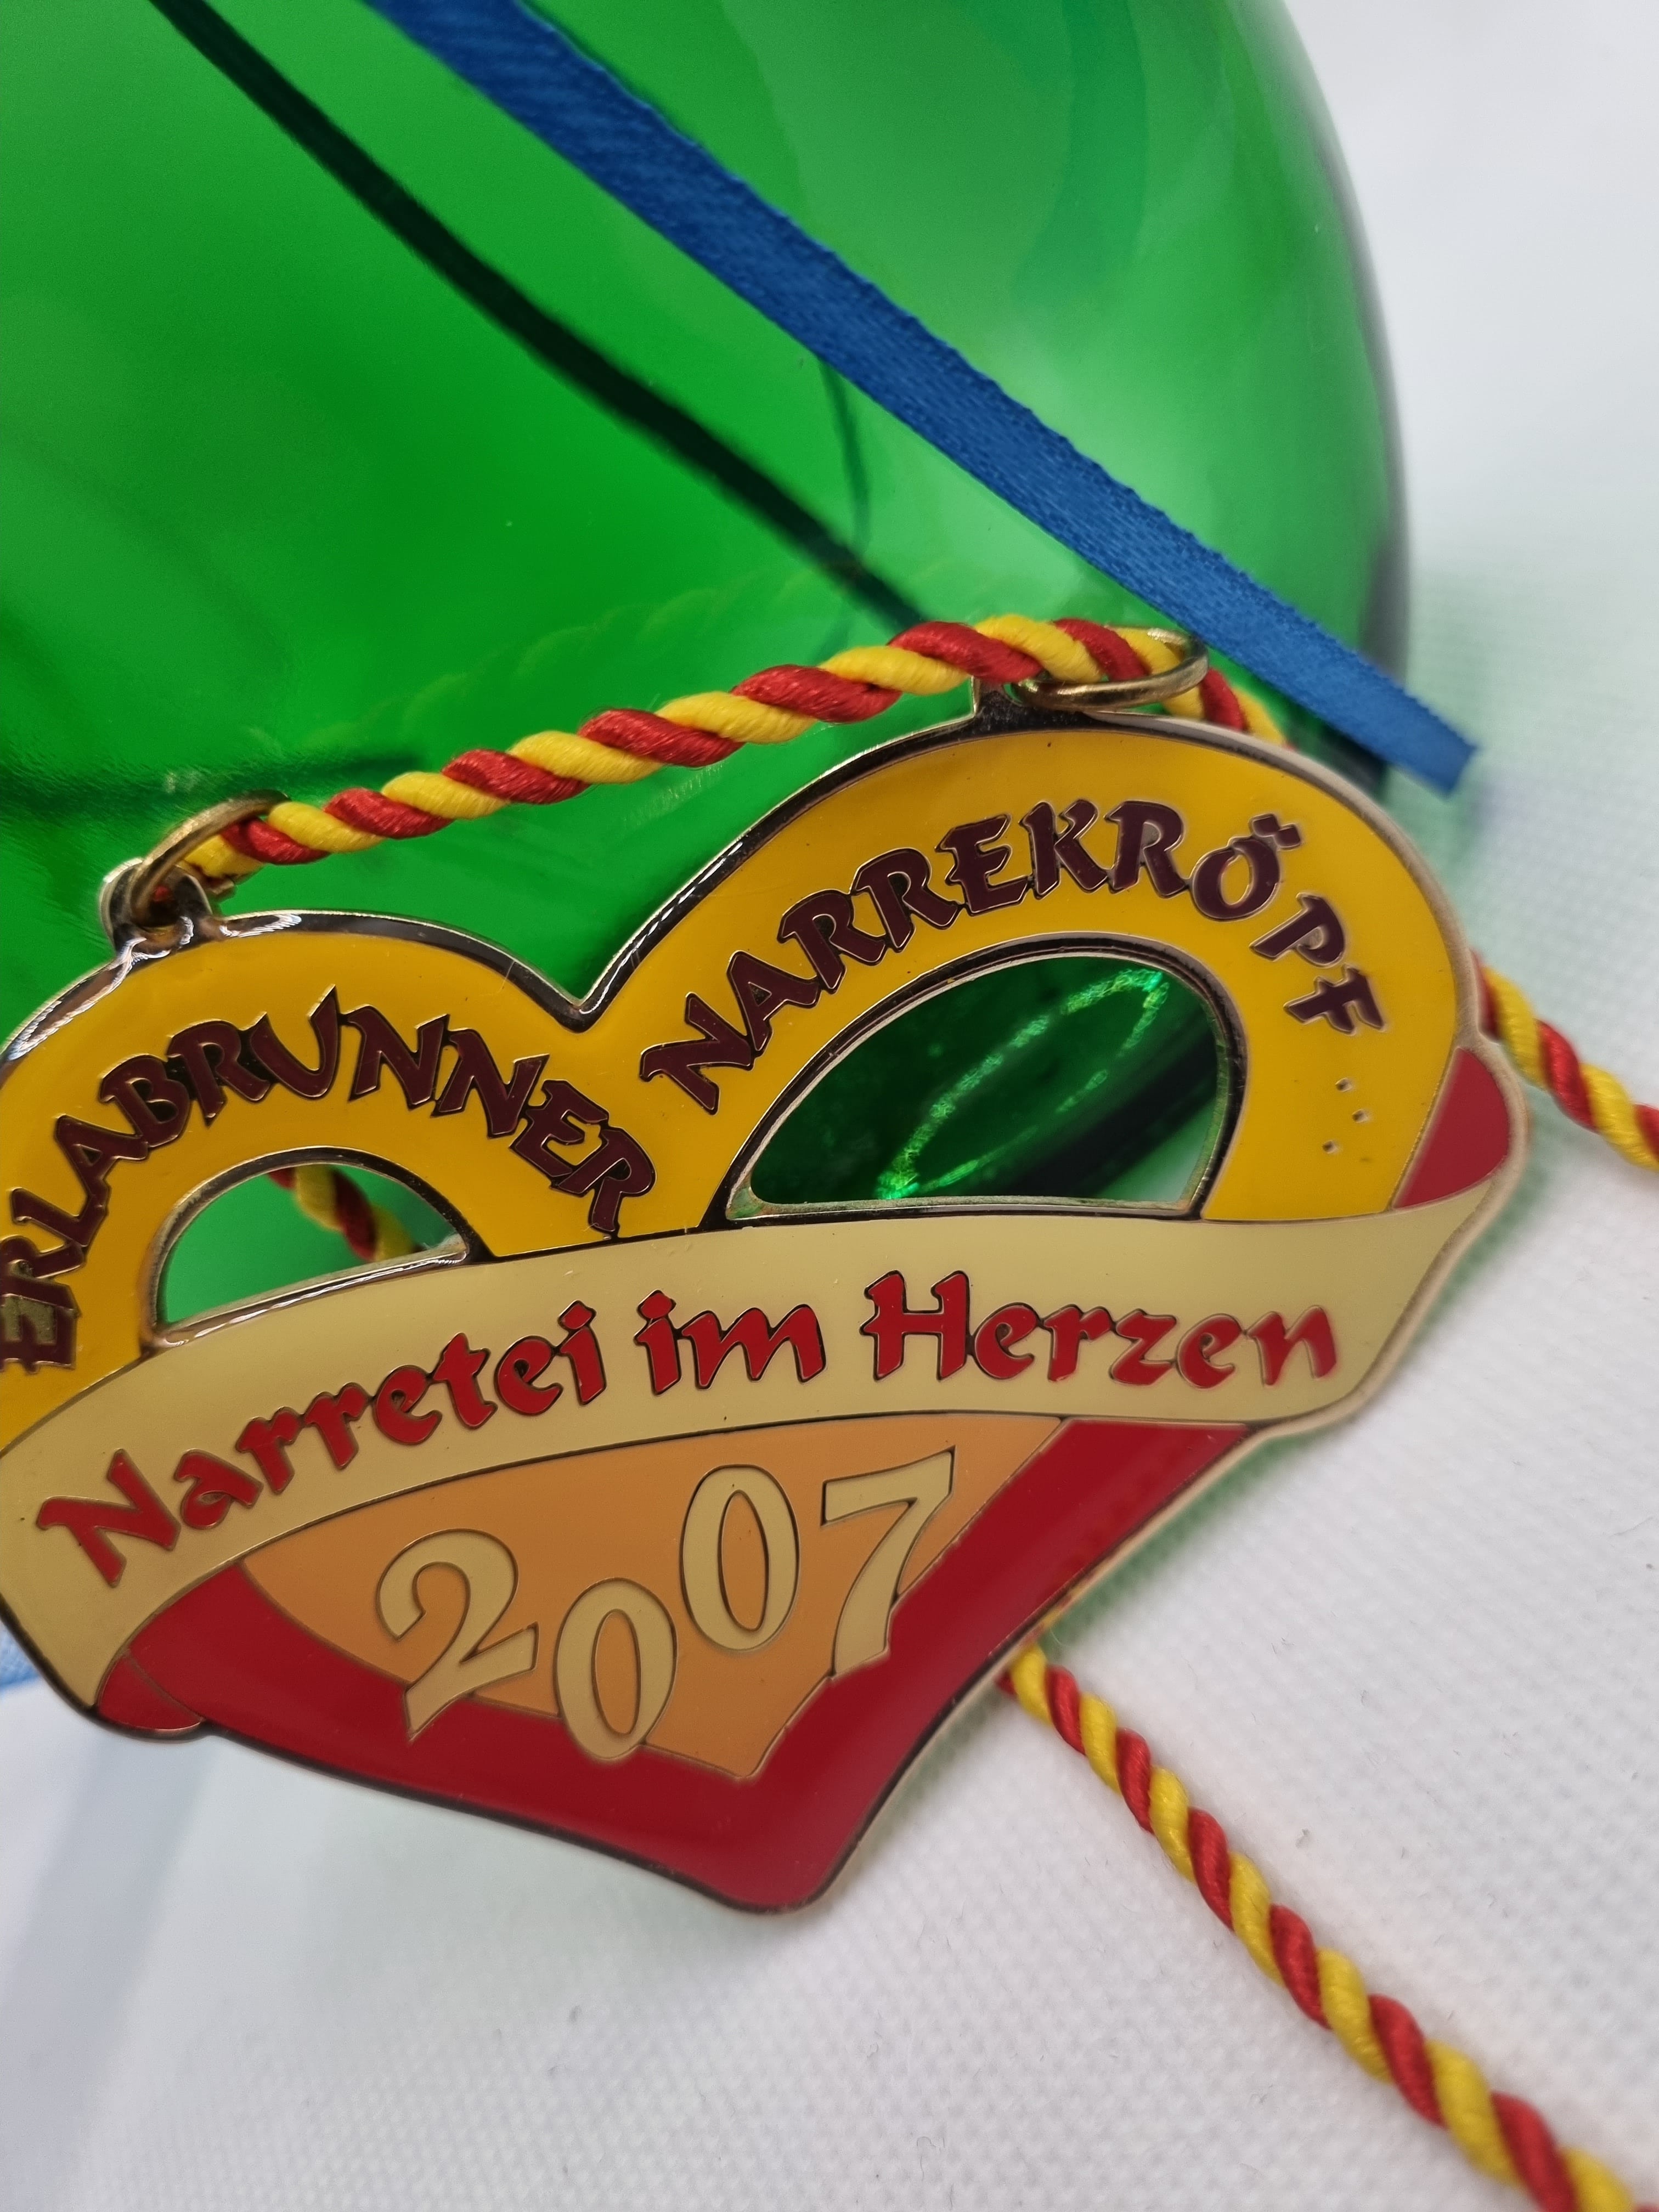 ERLABRUNNER NARREKRÖPF...
Narretei im Herzen
2007